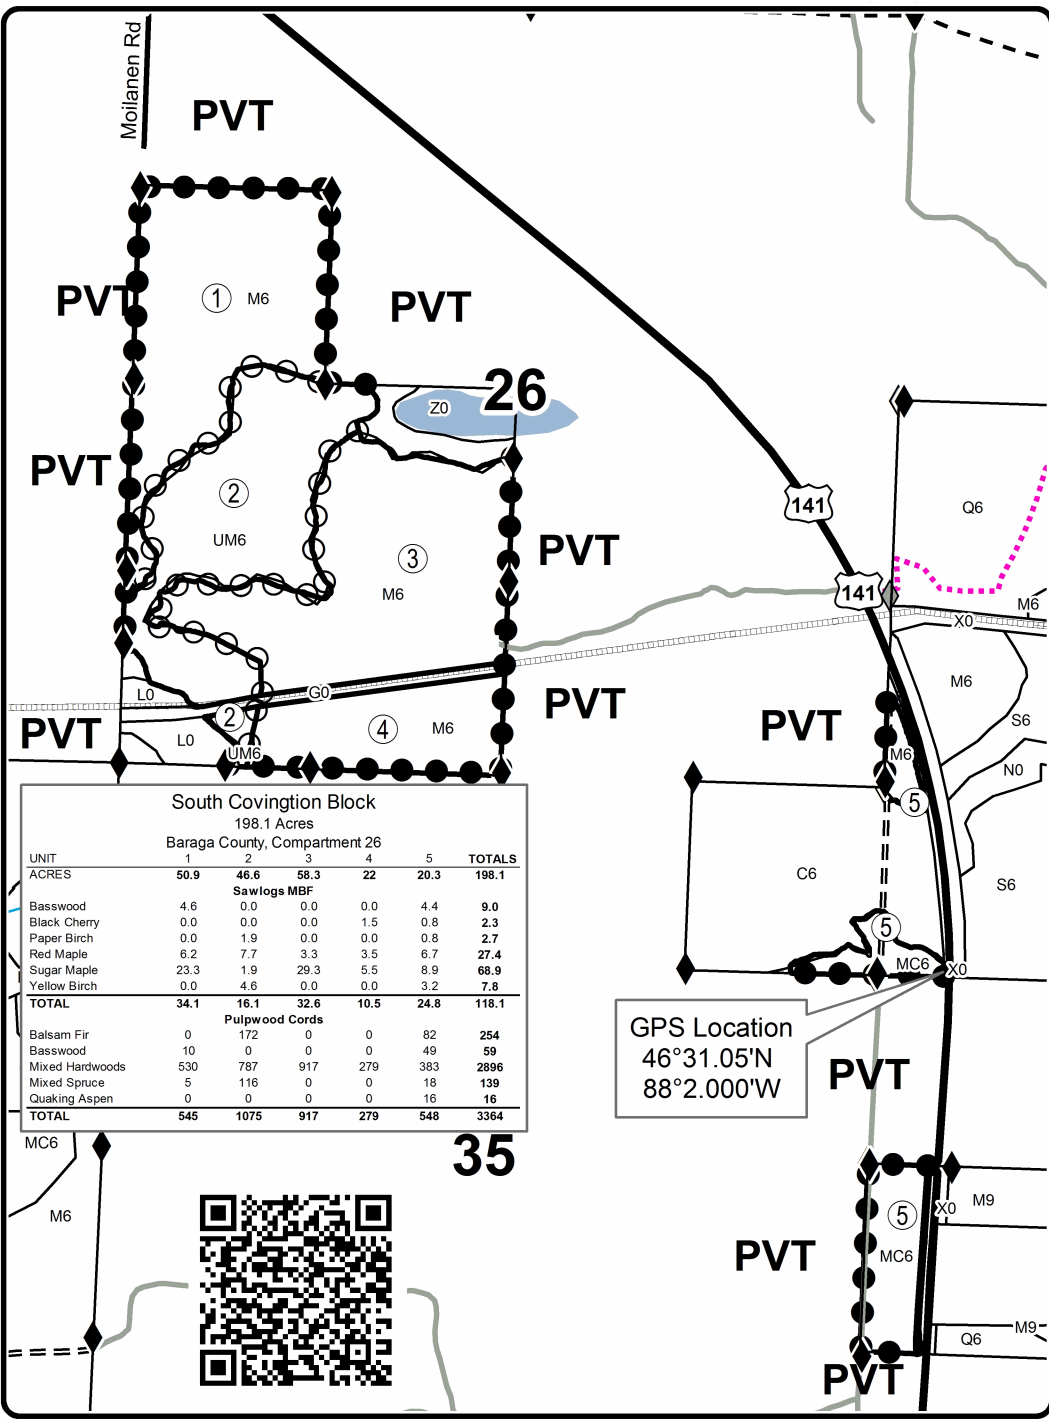 Moilanen Rd
PVT
PVT
1 M6
PVT
26
Z0
PVT
2
UM6
141
Q6
PVT
3
M6
141
M6
X0
M6
S6
L0
G0
PVT
2
4
M6
PVT
L0
UM6
PVT
M6
N0
5
South Covingtion Block
198.1 Acres
Baraga County, Compartment 26
UNIT 1 2 3 4 5 TOTALS
ACRES 50.9 46.6 58.3 22 20.3 198.1
Sawlogs MBF
Basswood 4.6 0.0 0.0 0.0 4.4 9.0
Black Cherry 0.0 0.0 0.0 1.5 0.8 2.3
Paper Birch 0.0 1.9 0.0 0.0 0.8 2.7
Red Maple 6.2 7.7 3.3 3.5 6.7 27.4
Sugar Maple 23.3 1.9 29.3 5.5 8.9 68.9
Yellow Birch 0.0 4.6 0.0 0.0 3.2 7.8
TOTAL 34.1 16.1 32.6 10.5 24.8 118.1
Pulpwood Cords
Balsam Fir 0 172 0 0 82 254
Basswood 10 0 0 0 49 59
Mixed Hardwoods 530 787 917 279 383 2896
Mixed Spruce 5 116 0 0 18 139
Quaking Aspen 0 0 0 0 16 16
TOTAL 545 1075 917 279 548 3364
C6
S6
5
MC6
X0
GPS Location
46°31.05'N
88°2.000'W
PVT
MC6
35
M6
5
X0
M9
PVT
MC6
Q6
M9
PVT